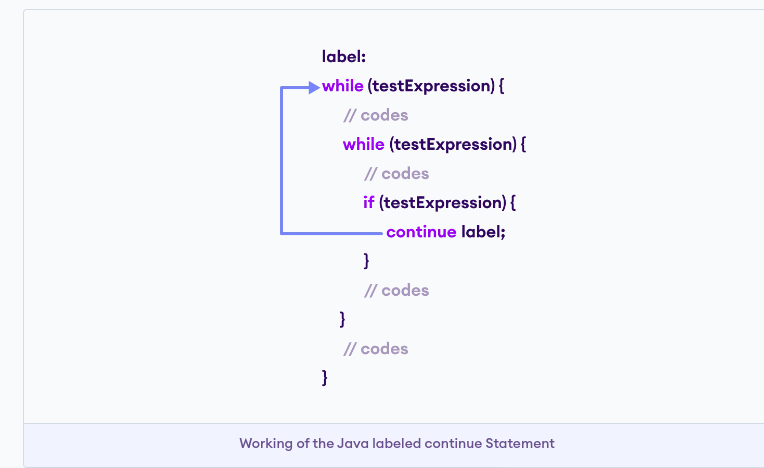 label:
while (testExpression) {
// codes
while (testExpression) {
// codes
if (testExpression) {
continue label;
}
// codes
}
// codes
}
Working of the Java labeled continue Statement